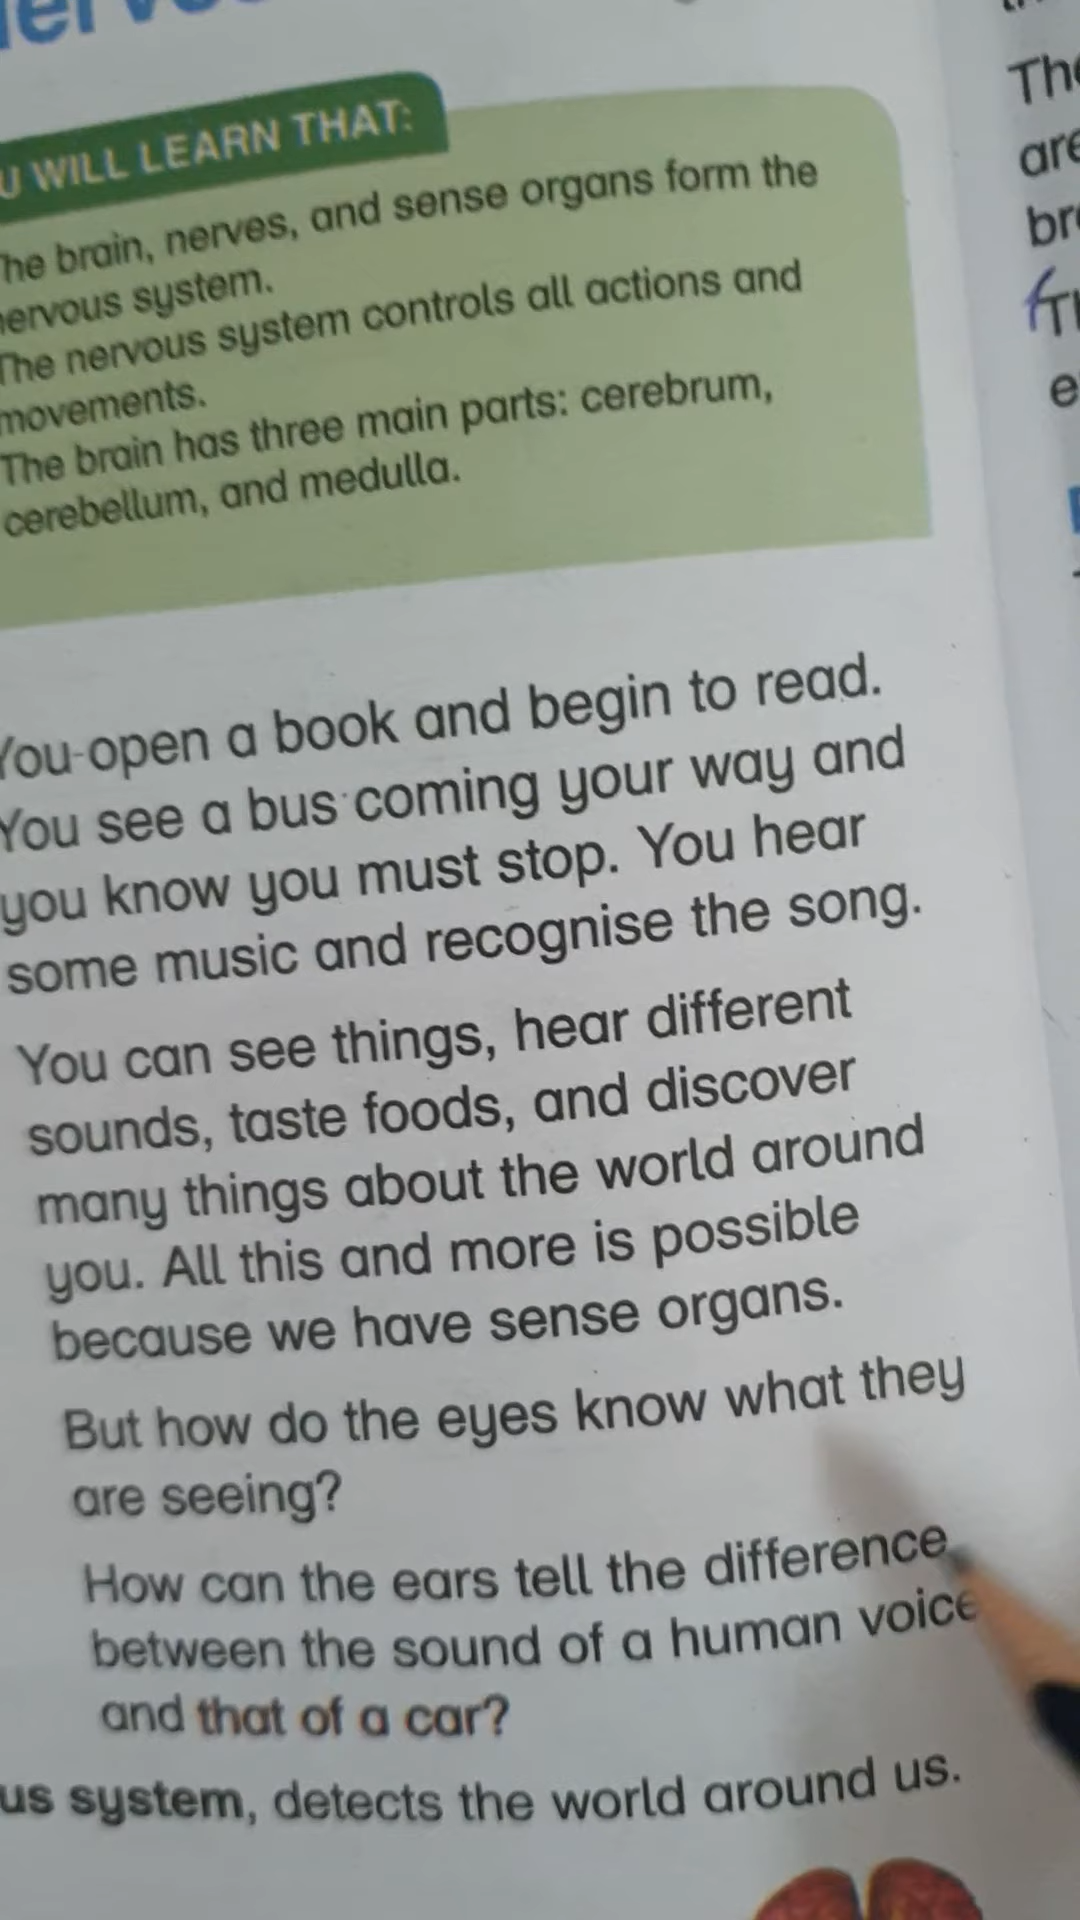 WILL LEARN THAT:
The brain, nerves, and sense organs form the
nervous system.
The nervous system controls all actions and
movements.
The brain has three main parts: cerebrum,
cerebellum, and medulla.
You open a book and begin to read.
You see a bus coming your way and
you know you must stop. You hear
some music and recognise the song.
You can see things, hear different
sounds, taste foods, and discover
many things about the world around
you. All this and more is possible
because we have sense organs.
But how do the eyes know what they
are seeing?
How can the ears tell the difference
between the sound of a human voice
and that of a car?
us system, detects the world around us.
are